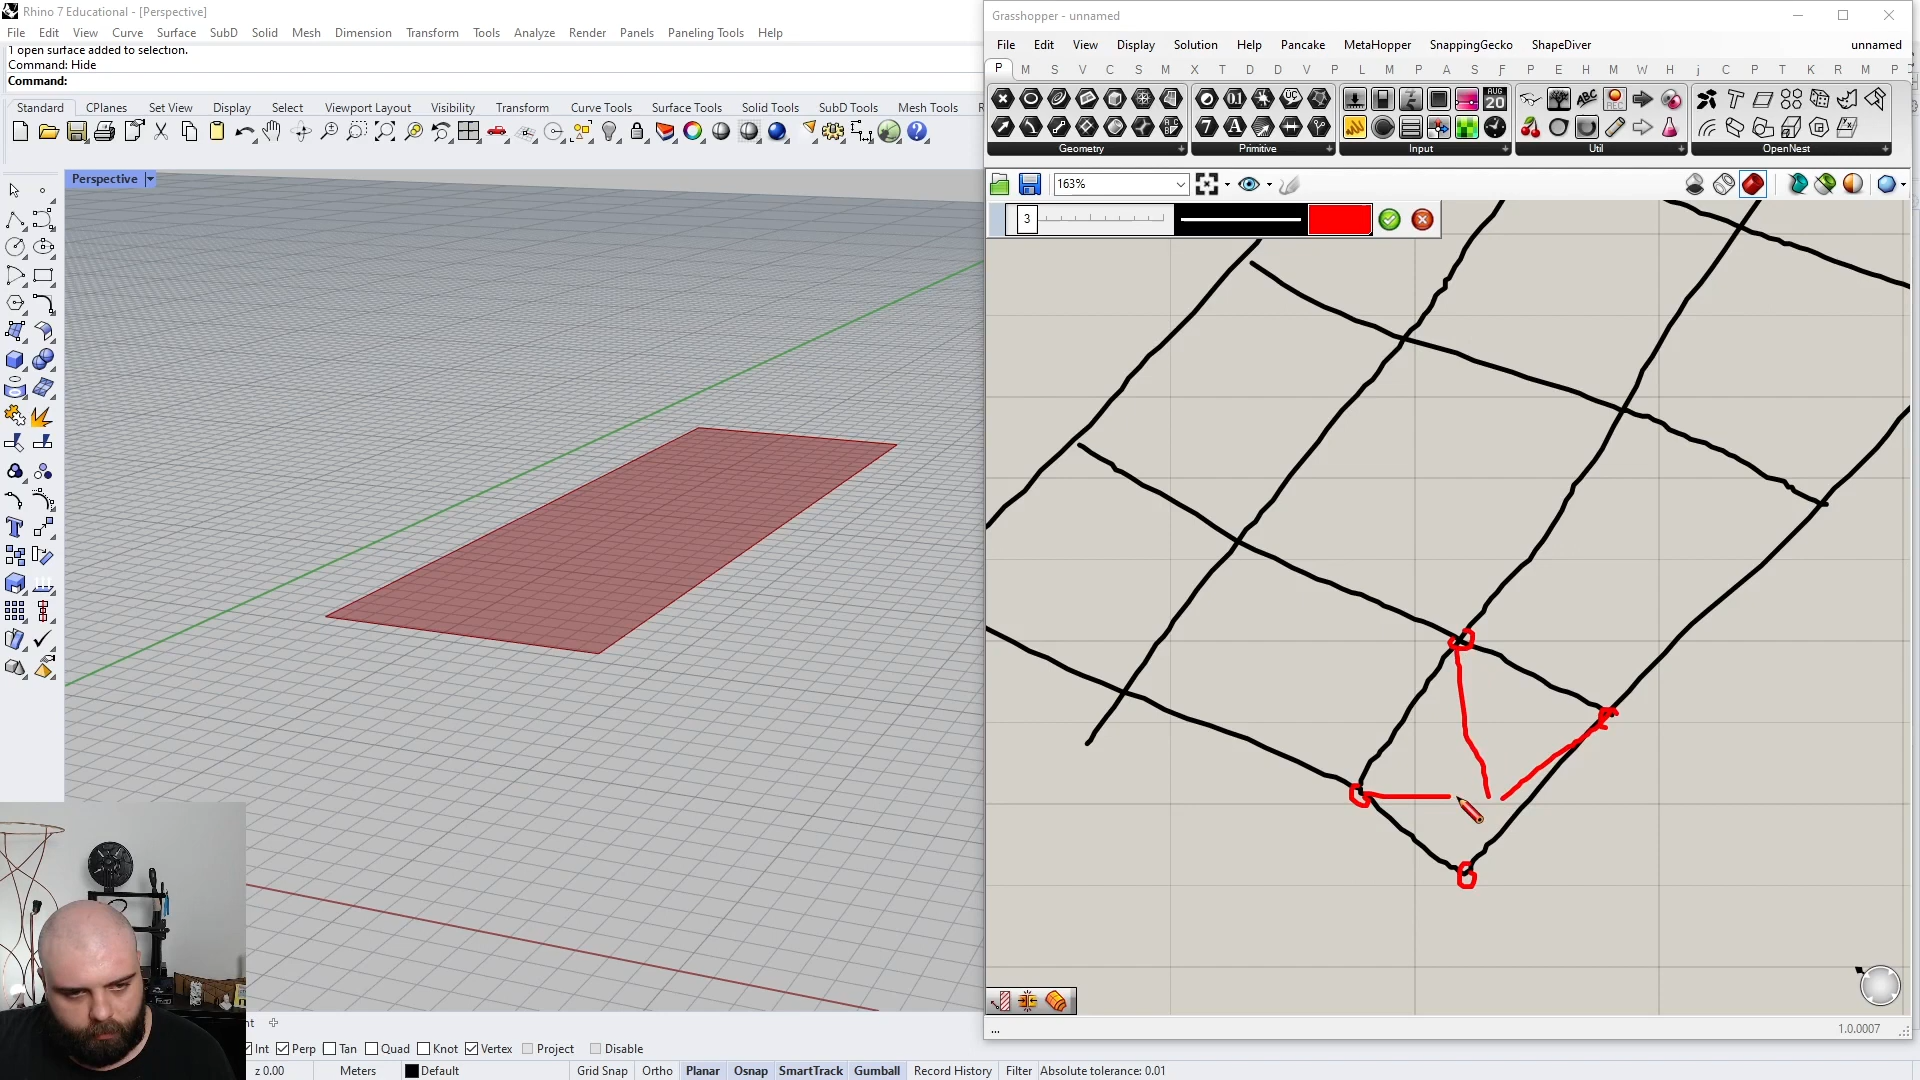 Rhino 7 Educational - [Perspective]
File Edit View Curve Surface SubD Solid Mesh Dimension Transform Tools Analyze Render Panels Paneling Tools Help
1 open surface added to selection.
Command: Hide
Command:
Standard CPlanes Set View Display Select Viewport Layout Visibility Transform Curve Tools Surface Tools Solid Tools SubD Tools Mesh Tools R
Perspective
Int Perp Tan Quad Knot Vertex Project Disable
z 0.00 Meters Default Grid Snap Ortho Planar Osnap SmartTrack Gumball Record History Filter Absolute tolerance: 0.01
Grasshopper - unnamed
File Edit View Display Solution Help Pancake MetaHopper SnappingGecko ShapeDiver unnamed
P M S V C S M X T D D V P L M P A S F P E H M W H j C P T K R M P
Geometry Primitive Input Util OpenNest
163%
3
...
1.0.0007